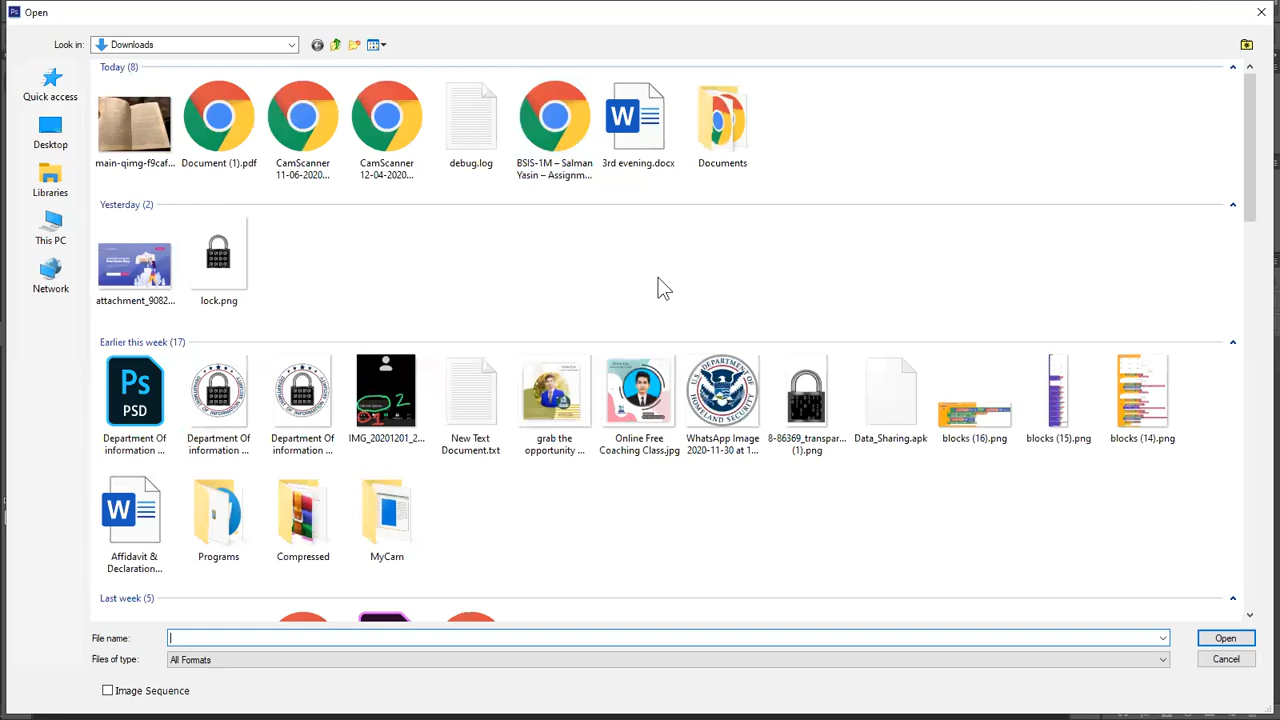 Ps Open
Look in: Downloads
Today (8)
main-qimg-f9caf...
Document (1).pdf
CamScanner
11-06-2020...
CamScanner
12-04-2020...
debug.log
BSIS-1M – Salman
Yasin – Assignm...
3rd evening.docx
Documents
Quick access
Desktop
Libraries
This PC
Network
Yesterday (2)
attachment_9082...
lock.png
Earlier this week (17)
Ps
PSD
Department Of
information ...
Department Of
information ...
Department Of
information ...
IMG_20201201_2...
New Text
Document.txt
grab the
opportunity ...
Online Free
Coaching Class.jpg
WhatsApp Image
2020-11-30 at 1...
8-86369_transpar...
(1).png
Data_Sharing.apk
blocks (16).png
blocks (15).png
blocks (14).png
W
Affidavit &
Declaration...
Programs
Compressed
MyCam
Last week (5)
File name:
Open
Files of type: All Formats
Cancel
Image Sequence